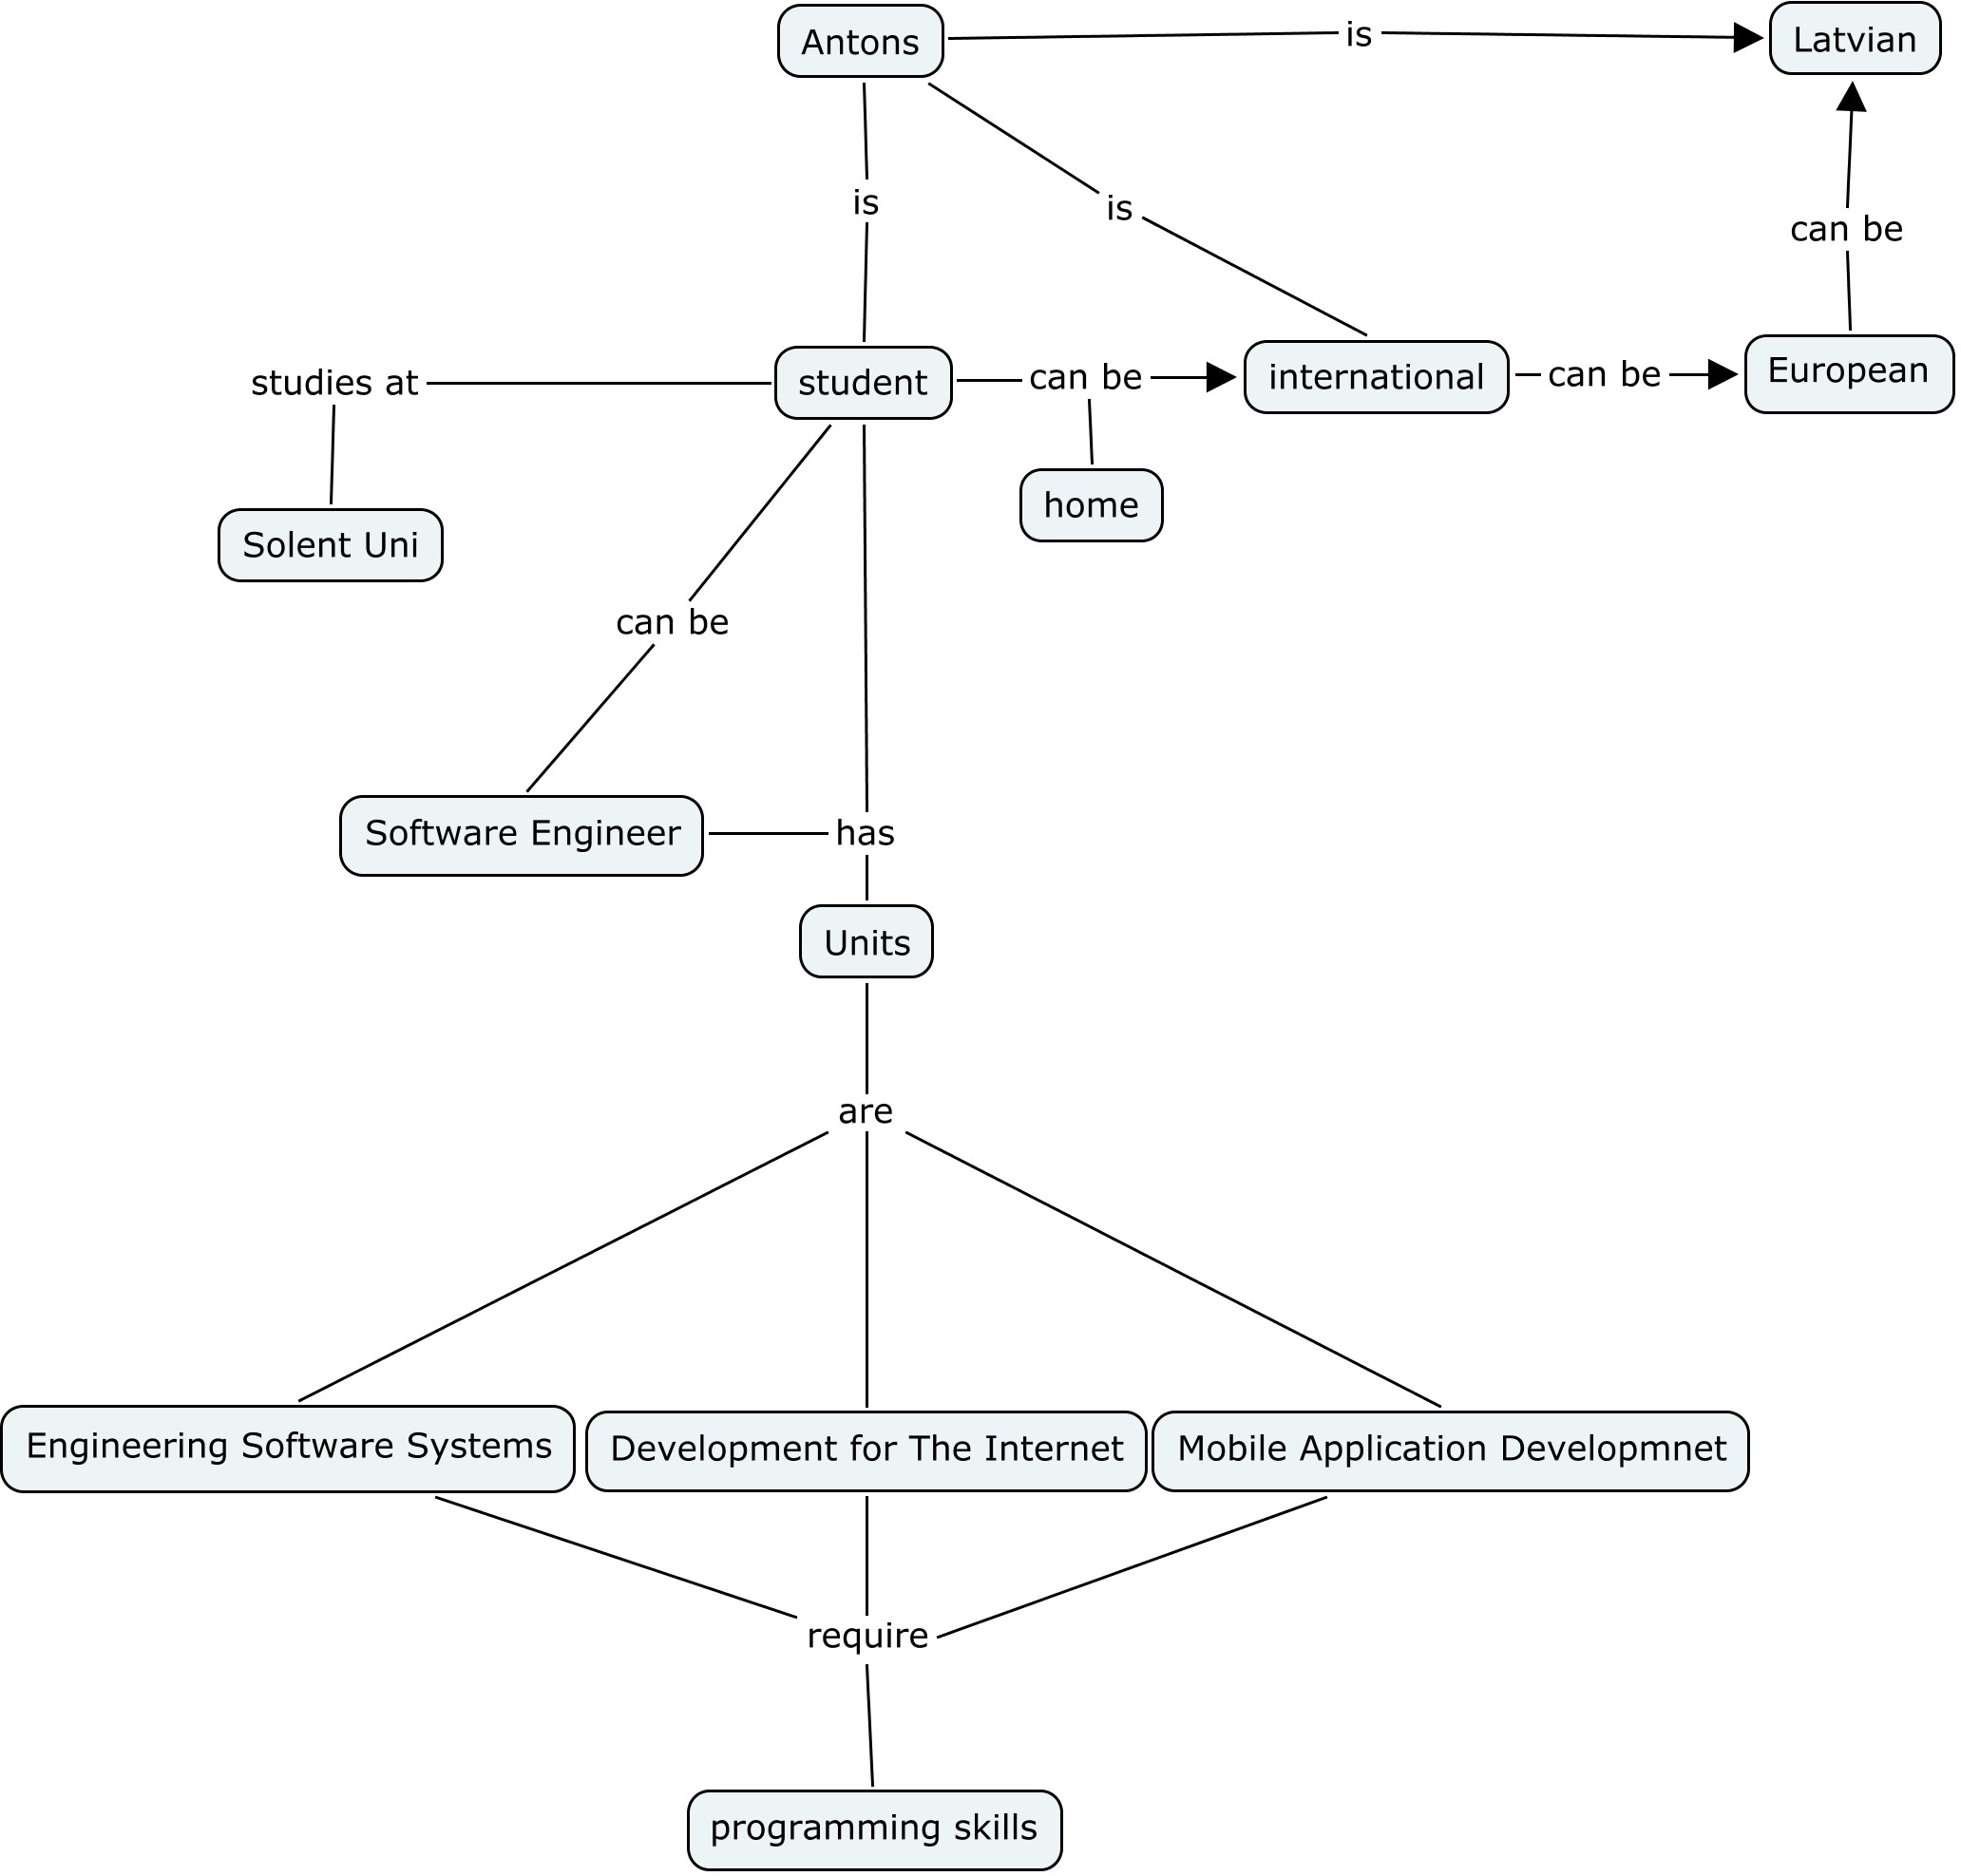 Antons
is
Latvian
is
is
can be
studies at
student
can be
international
can be
European
home
Solent Uni
can be
Software Engineer
has
Units
are
Engineering Software Systems
Development for The Internet
Mobile Application Developmnet
require
programming skills